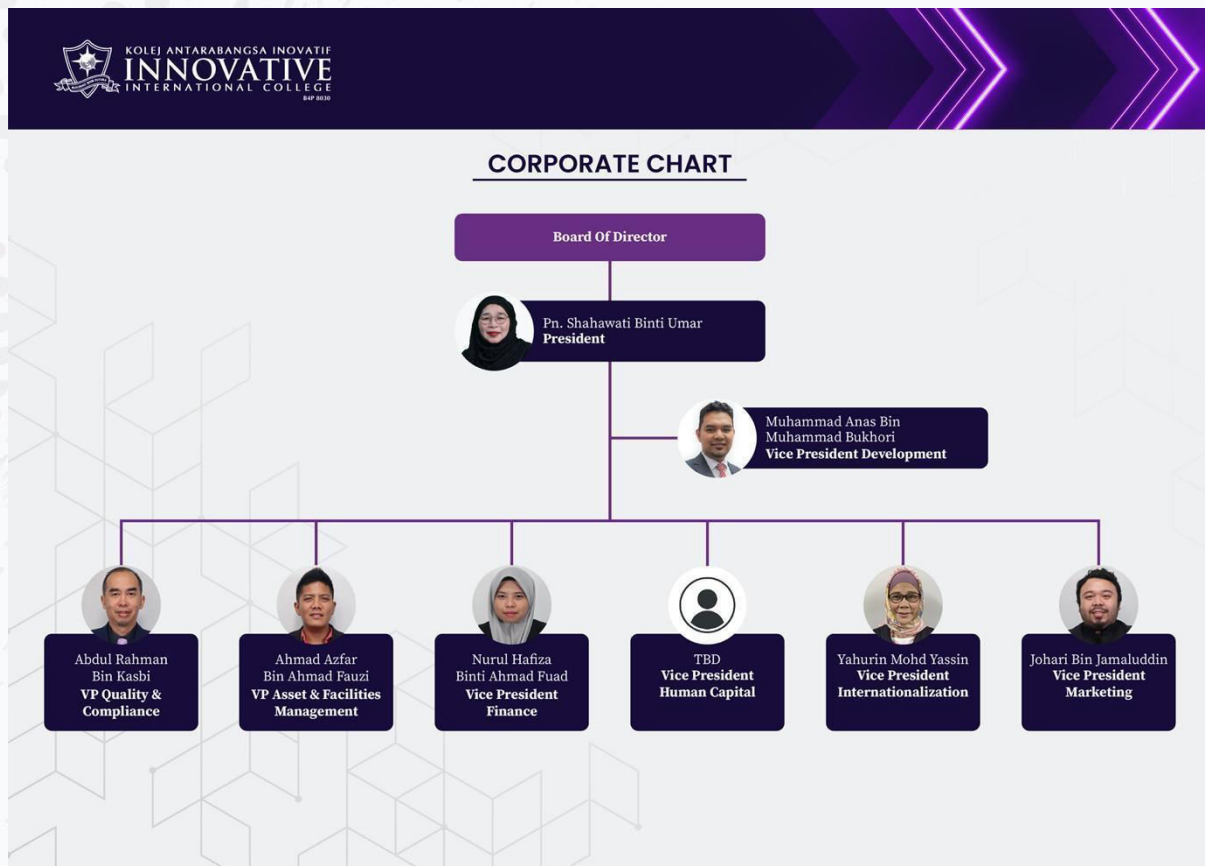 KOLEJ ANTARABANGSA INOVATIF
INNOVATIVE
INTERNATIONAL COLLEGE
B4P 8030
CORPORATE CHART
Board Of Director
Pn. Shahawati Binti Umar
President
Muhammad Anas Bin
Muhammad Bukhori
Vice President Development
Abdul Rahman
Bin Kasbi
VP Quality &
Compliance
Ahmad Azfar
Bin Ahmad Fauzi
VP Asset & Facilities
Management
Nurul Hafiza
Binti Ahmad Fuad
Vice President
Finance
TBD
Vice President
Human Capital
Yahurin Mohd Yassin
Vice President
Internationalization
Johari Bin Jamaluddin
Vice President
Marketing